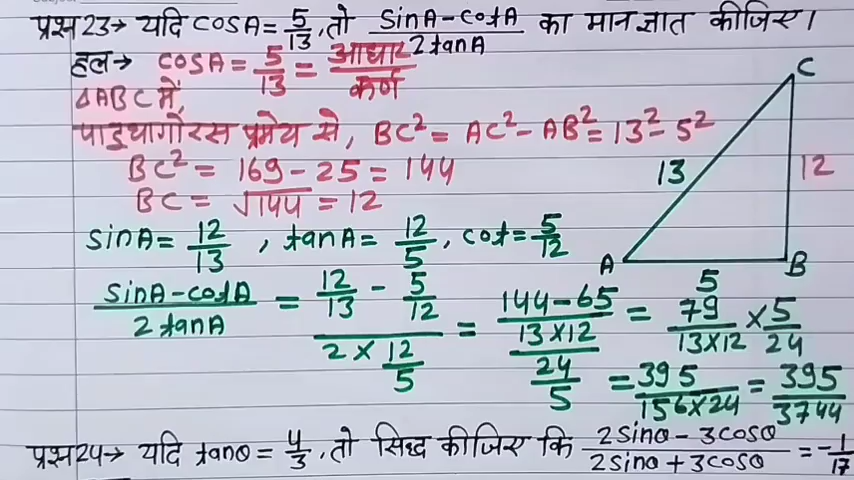 प्रश्न23→ यदि cosA= 5/13, तो (sinA-cotA)/(2tanA) का मान ज्ञात कीजिए।
हल→ cosA = 5/13 = आधार/कर्ण
ΔABC में,
पाइथागोरस प्रमेय से, BC² = AC²- AB²= 13²- 5²
BC² = 169-25 = 144
BC = √144 = 12
sinA= 12/13 , tanA= 12/5, cot= 5/12
C
13
12
A
B
5
(sinA-cotA)/(2tanA) = (12/13 - 5/12)/(2 × 12/5) = ((144-65)/(13×12))/(24/5) = 79/(13×12) × 5/24
= 395/(156×24) = 395/3744
प्रश्न24→ यदि tanθ= 4/3, तो सिद्ध कीजिए कि (2sinθ-3cosθ)/(2sinθ+3cosθ) = -1/17